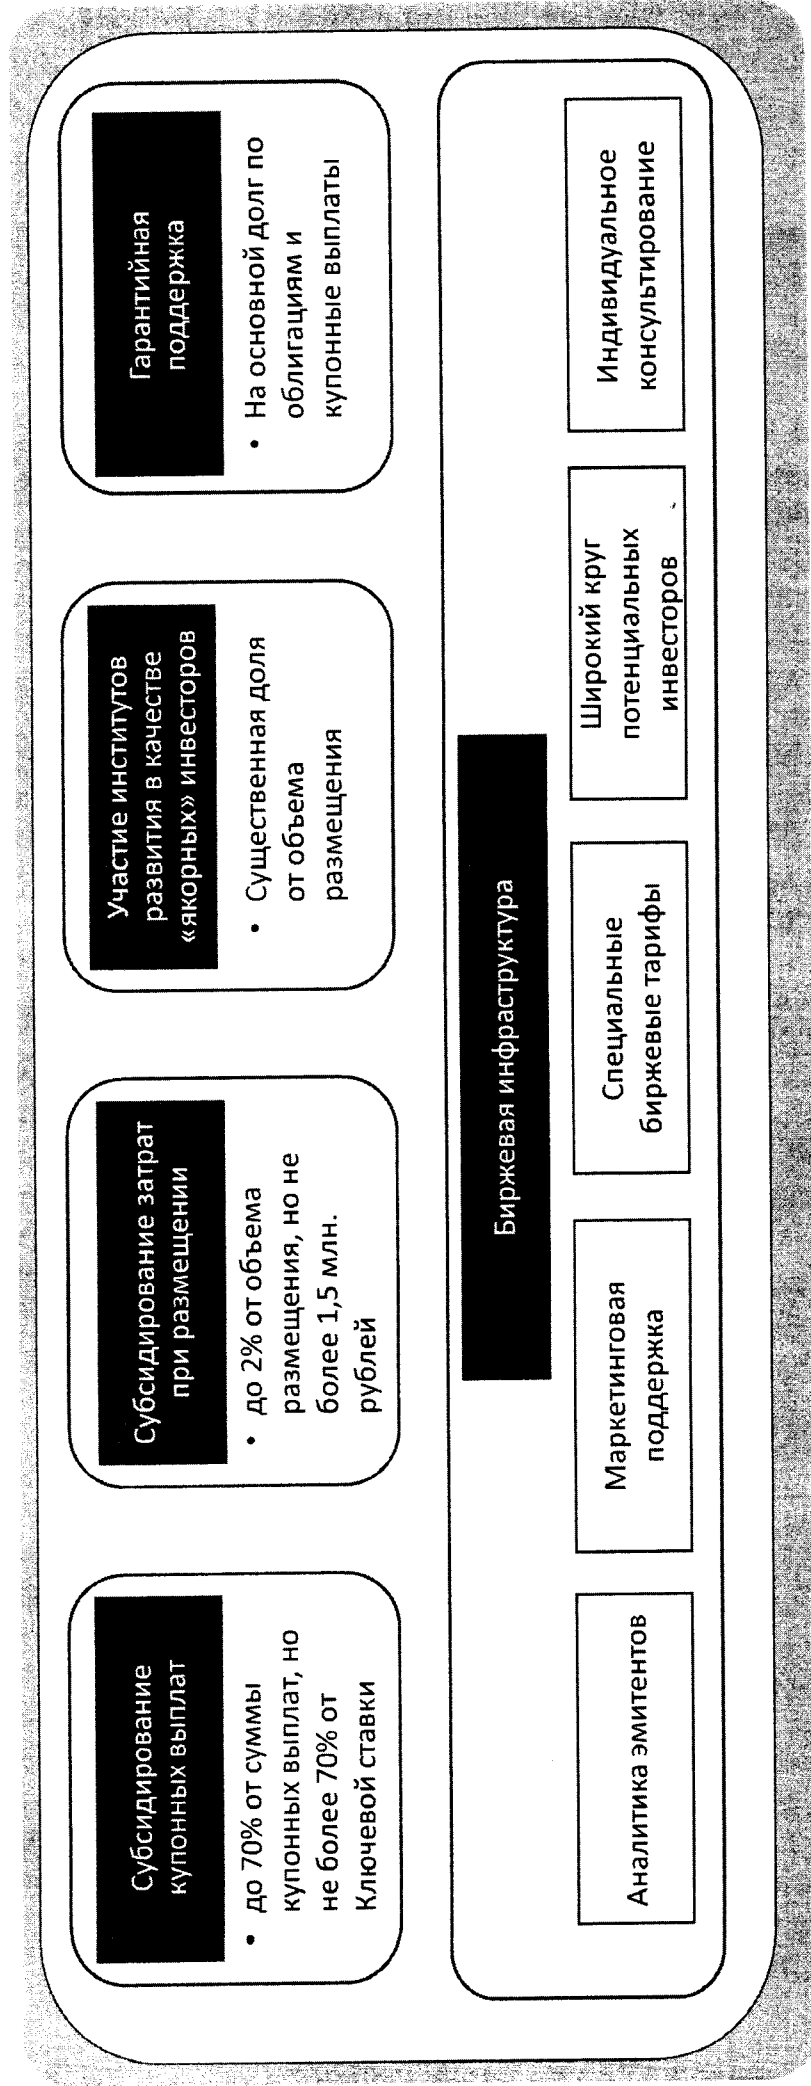 Субсидирование
купонных выплат
• до 70% от суммы
купонных выплат, но
не более 70% от
Ключевой ставки
Субсидирование затрат
при размещении
• до 2% от объема
размещения, но не
более 1,5 млн.
рублей
Участие институтов
развития в качестве
«якорных» инвесторов
• Существенная доля
от объема
размещения
Гарантийная
поддержка
• На основной долг по
облигациям и
купонные выплаты
Биржевая инфраструктура
Аналитика эмитентов
Маркетинговая
поддержка
Специальные
биржевые тарифы
Широкий круг
потенциальных
инвесторов
Индивидуальное
консультирование